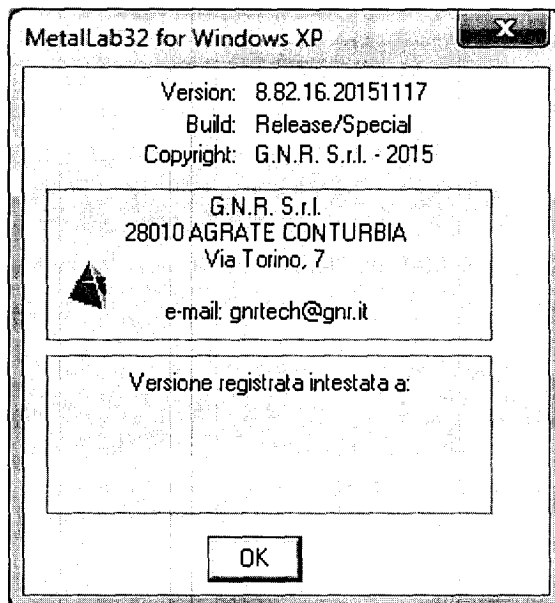 MetalLab32 for Windows XP
Version: 8.82.16.20151117
Build: Release/Special
Copyright: G.N.R. S.r.l. - 2015
G.N.R. S.r.l.
28010 AGRATE CONTURBIA
Via Torino, 7
e-mail: gnrtech@gnr.it
Versione registrata intestata a:
OK